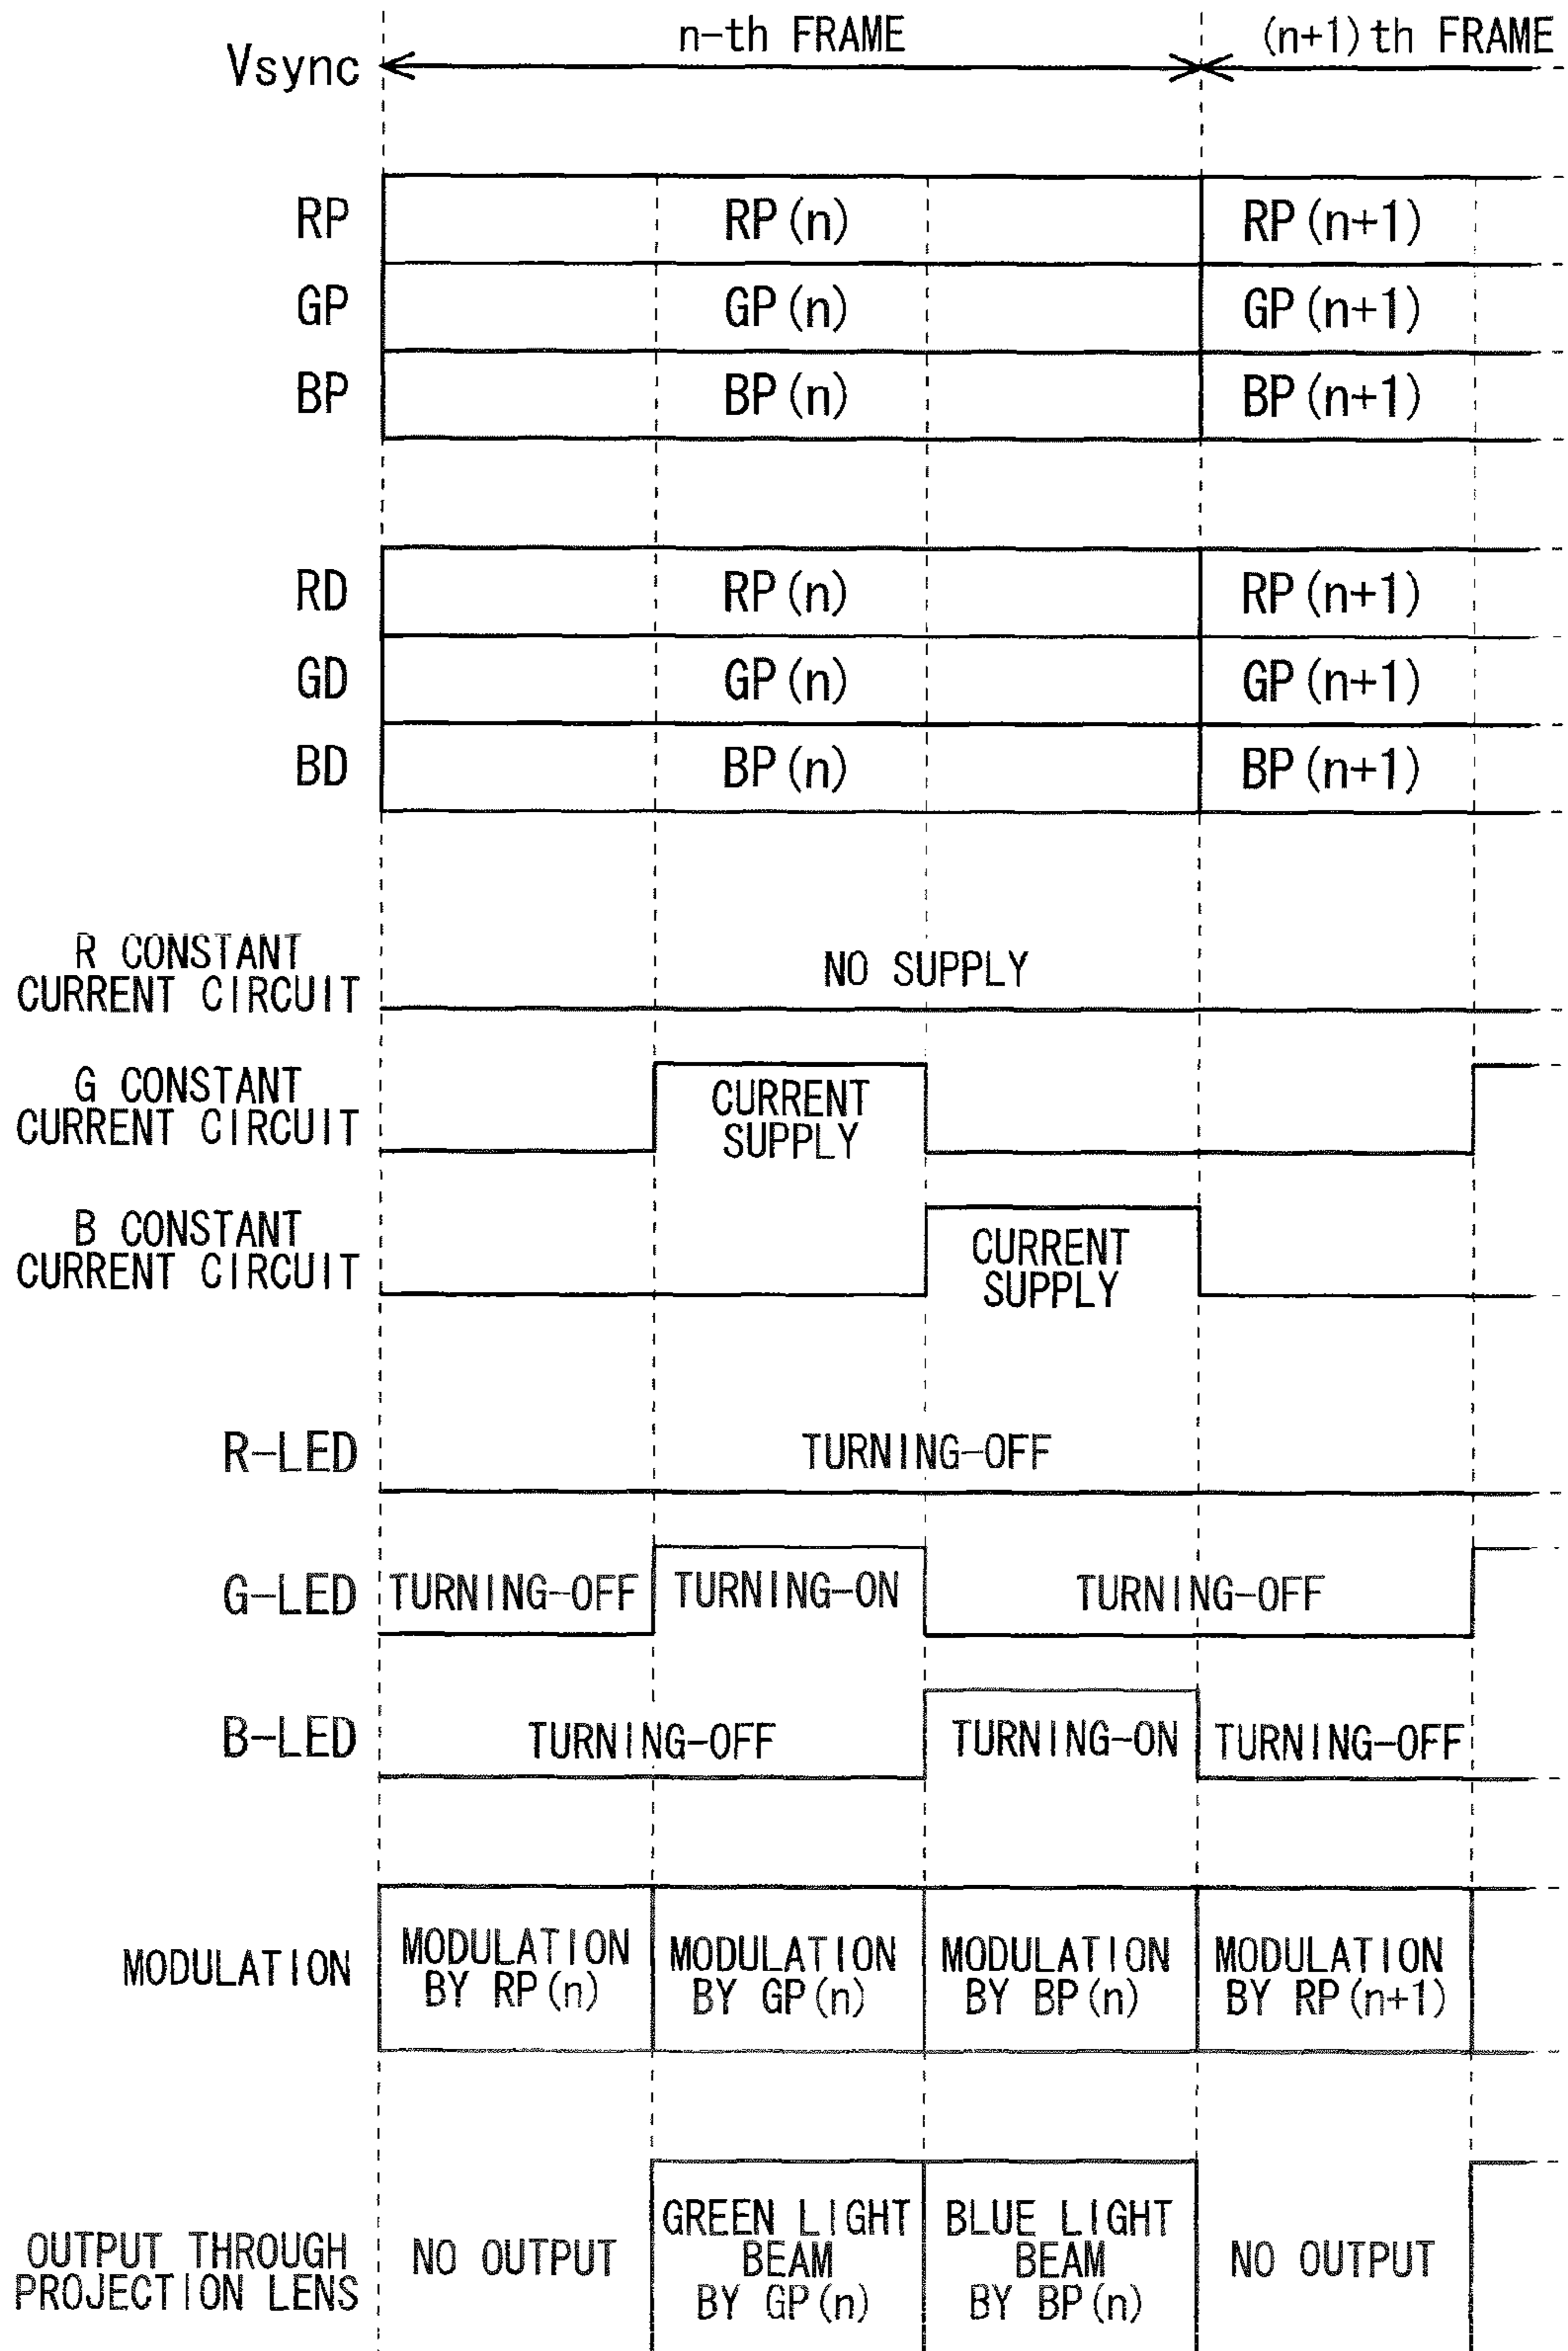 n-th FRAME (n+1)th FRAME
Vsync
RP RP(n) RP(n+1)
GP GP(n) GP(n+1)
BP BP(n) BP(n+1)
RD RP(n) RP(n+1)
GD GP(n) GP(n+1)
BD BP(n) BP(n+1)
R CONSTANT
CURRENT CIRCUIT
NO SUPPLY
G CONSTANT
CURRENT CIRCUIT
CURRENT
SUPPLY
B CONSTANT
CURRENT CIRCUIT
CURRENT
SUPPLY
R-LED TURNING-OFF
G-LED TURNING-OFF TURNING-ON TURNING-OFF
B-LED TURNING-OFF TURNING-ON TURNING-OFF
MODULATION
MODULATION
BY RP(n)
MODULATION
BY GP(n)
MODULATION
BY BP(n)
MODULATION
BY RP(n+1)
OUTPUT THROUGH
PROJECTION LENS
NO OUTPUT
GREEN LIGHT
BEAM
BY GP(n)
BLUE LIGHT
BEAM
BY BP(n)
NO OUTPUT